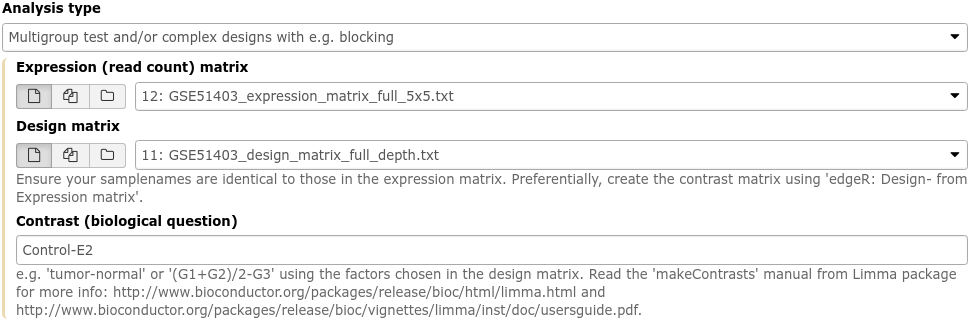 Analysis type
Multigroup test and/or complex designs with e.g. blocking
Expression (read count) matrix
12: GSE51403_expression_matrix_full_5x5.txt
Design matrix
11: GSE51403_design_matrix_full_depth.txt
Ensure your samplenames are identical to those in the expression matrix. Preferentially, create the contrast matrix using 'edgeR: Design- from
Expression matrix'.
Contrast (biological question)
Control-E2
e.g. 'tumor-normal' or '(G1+G2)/2-G3' using the factors chosen in the design matrix. Read the 'makeContrasts' manual from Limma package
for more info: http://www.bioconductor.org/packages/release/bioc/html/limma.html and
http://www.bioconductor.org/packages/release/bioc/vignettes/limma/inst/doc/usersguide.pdf.